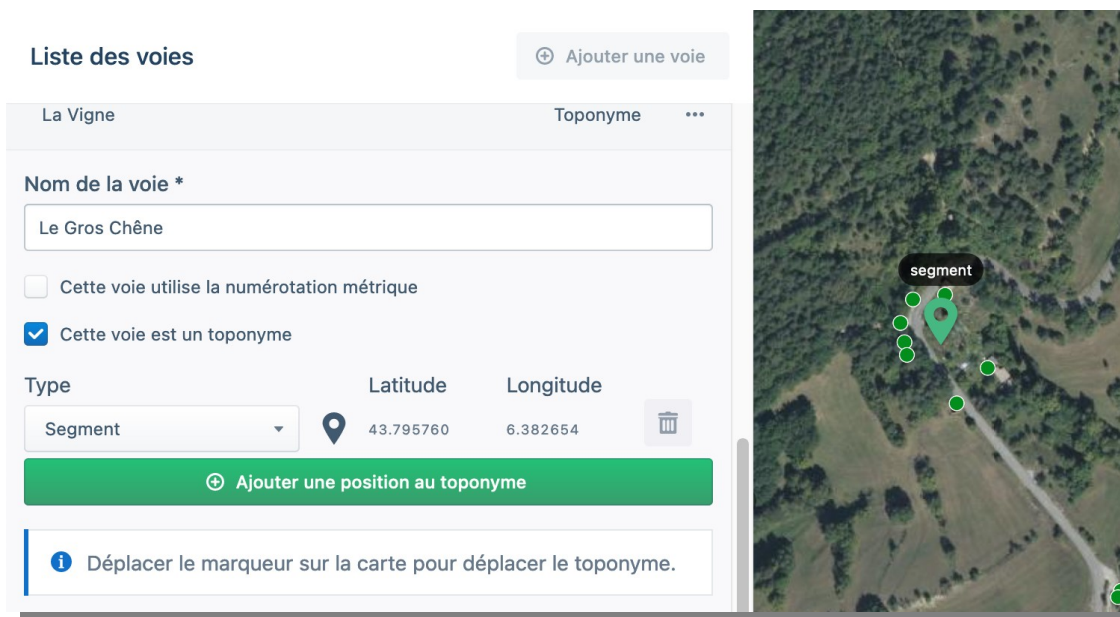 Liste des voies
Ajouter une voie
La Vigne
Toponyme
Nom de la voie *
Le Gros Chêne
Cette voie utilise la numérotation métrique
Cette voie est un toponyme
Type
Latitude
Longitude
Segment
43.795760
6.382654
Ajouter une position au toponyme
Déplacer le marqueur sur la carte pour déplacer le toponyme.
segment